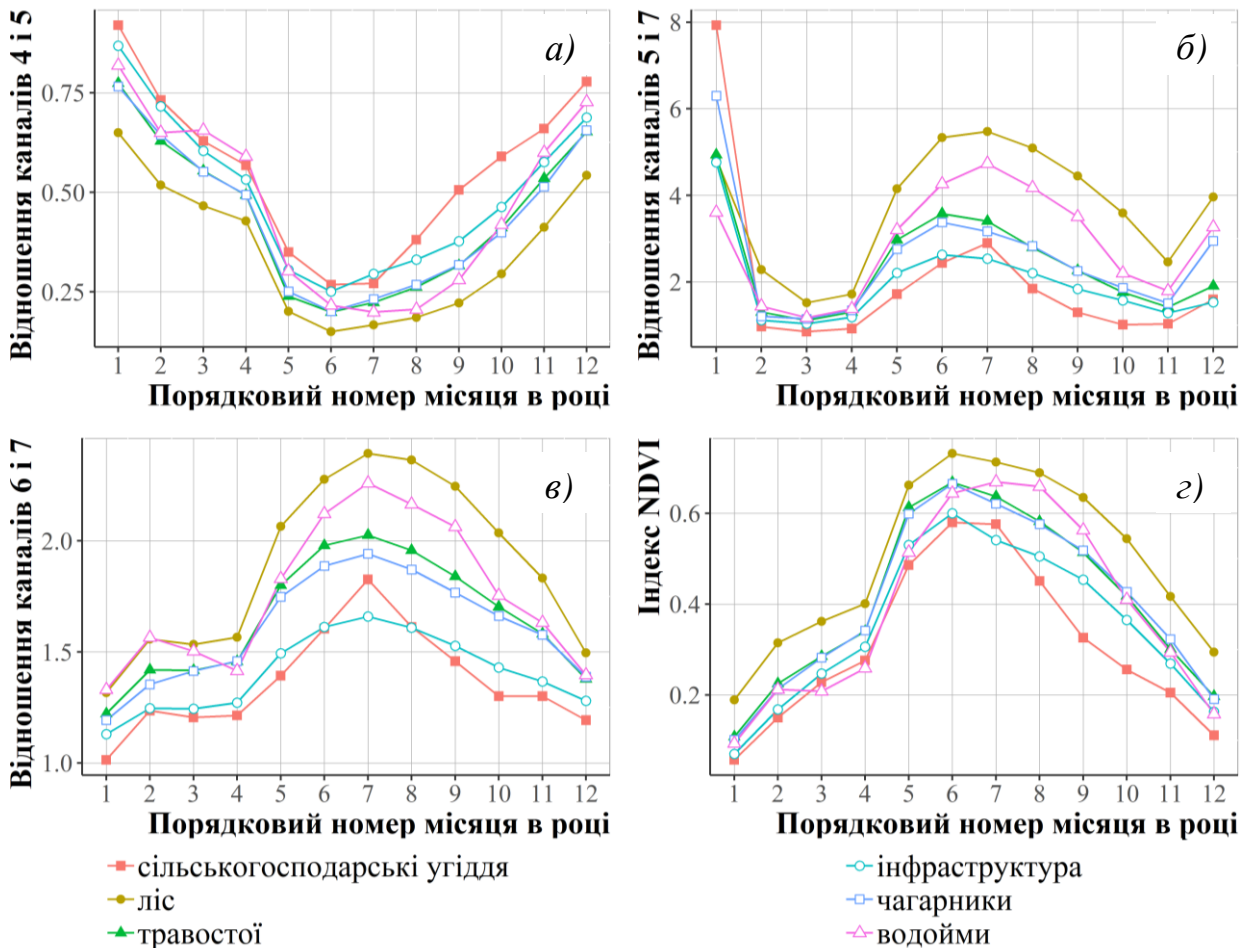 Відношення каналів 4 і 5
а)
0.75
0.50
0.25
1 2 3 4 5 6 7 8 9 10 11 12
Порядковий номер місяця в році
Відношення каналів 5 і 7
б)
8
6
4
2
1 2 3 4 5 6 7 8 9 10 11 12
Порядковий номер місяця в році
Відношення каналів 6 і 7
в)
2.0
1.5
1.0
1 2 3 4 5 6 7 8 9 10 11 12
Порядковий номер місяця в році
Індекс NDVI
г)
0.6
0.4
0.2
1 2 3 4 5 6 7 8 9 10 11 12
Порядковий номер місяця в році
сільськогосподарські угіддя
ліс
травостої
інфраструктура
чагарники
водойми